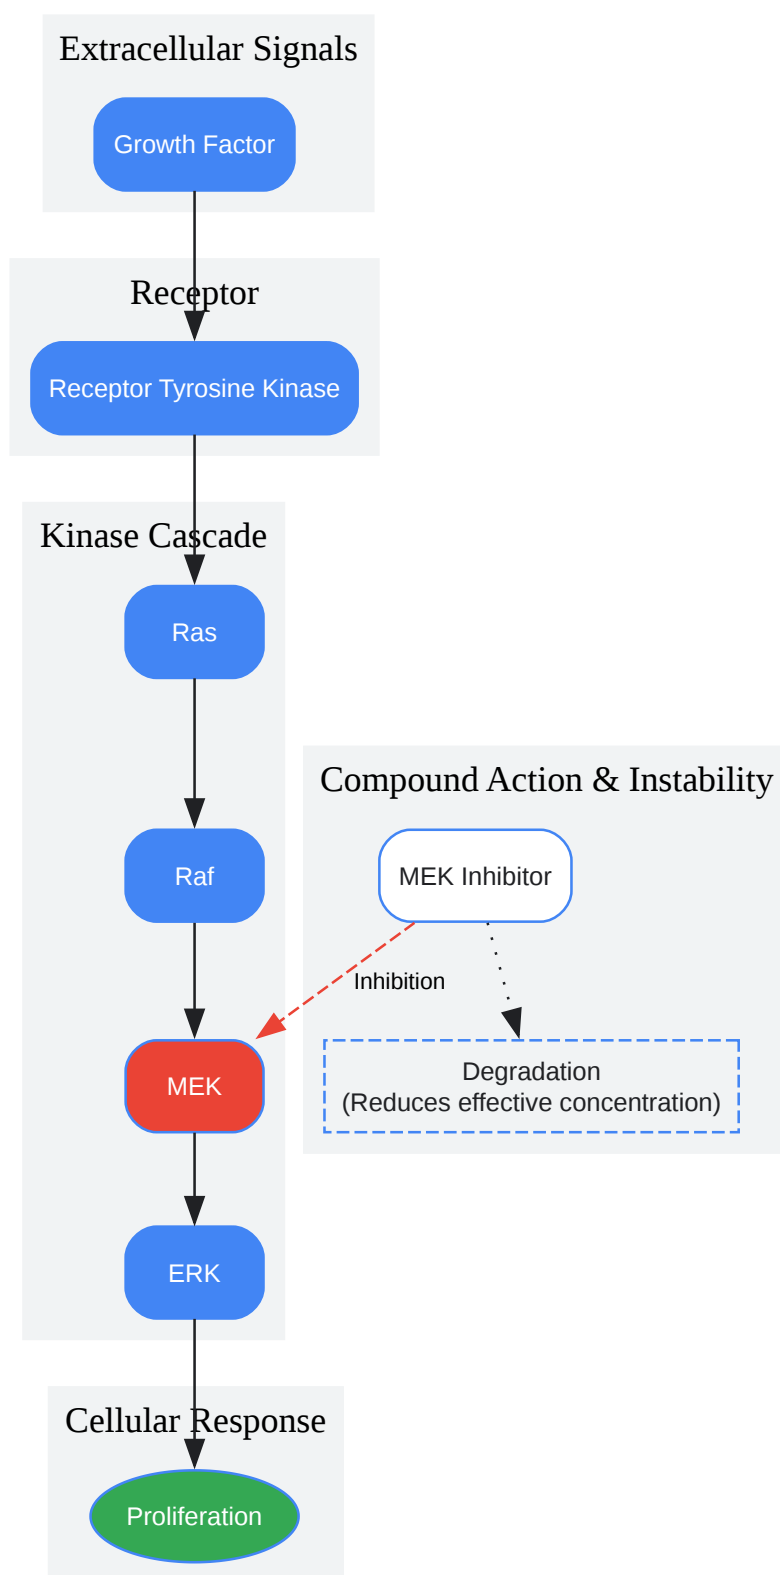 Extracellular Signals
Growth Factor
Receptor
Receptor Tyrosine Kinase
Kinase Cascade
Ras
Compound Action & Instability
Raf
MEK Inhibitor
Inhibition
MEK
Degradation
(Reduces effective concentration)
ERK
Cellular Response
Proliferation